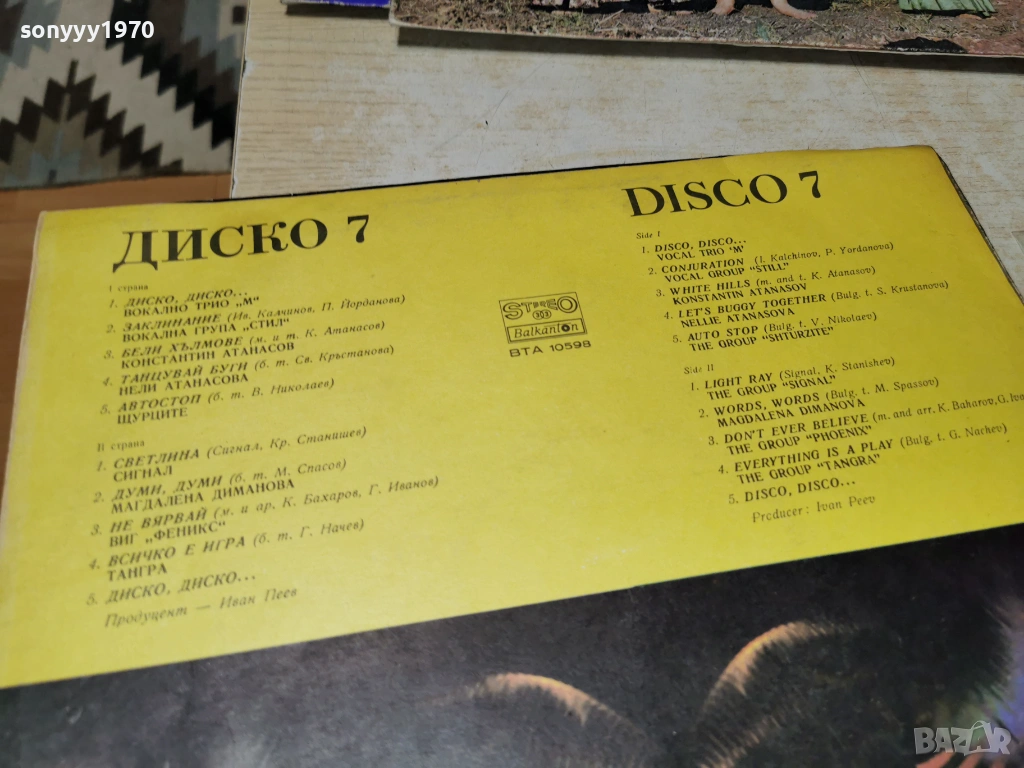 sonyyy1970
ДИСКО 7
I страна
1. ДИСКО, ДИСКО...
ВОКАЛНО ТРИО „М“
2. ЗАКЛИНАНИЕ (Ив. Калчинов, П. Йорданова)
ВОКАЛНА ГРУПА „СТИЛ“
3. БЕЛИ ХЪЛМОВЕ (м. и т. К. Атанасов)
КОНСТАНТИН АТАНАСОВ
4. ТАНЦУВАЙ БУГИ (б. т. Св. Кръстанова)
НЕЛИ АТАНАСОВА
5. АВТОСТОП (б. т. В. Николаев)
ЩУРЦИТЕ
II страна
1. СВЕТЛИНА (Сигнал, Кр. Станишев)
СИГНАЛ
2. ДУМИ, ДУМИ (б. т. М. Спасов)
МАГДАЛЕНА ДИМАНОВА
3. НЕ ВЯРВАЙ (м. и ар. К. Бахаров, Г. Иванов)
ВИГ „ФЕНИКС“
4. ВСИЧКО Е ИГРА (б. т. Г. Начев)
ТАНГРА
5. ДИСКО, ДИСКО...
Продуцент — Иван Пеев
STEREO
33
Balkanton
BTA 10598
DISCO 7
Side I
1. DISCO, DISCO...
VOCAL TRIO 'M'
2. CONJURATION (I. Kalchinov, P. Yordanova)
VOCAL GROUP "STILL"
3. WHITE HILLS (m. and t. K. Atanasov)
KONSTANTIN ATANASOV
4. LET'S BUGGY TOGETHER (Bulg. t. S. Krustanova)
NELLIE ATANASOVA
5. AUTO STOP (Bulg. t. V. Nikolaev)
THE GROUP "SHTURZITE"
Side II
1. LIGHT RAY (Signal, K. Stanishev)
THE GROUP "SIGNAL"
2. WORDS, WORDS (Bulg. t. M. Spassov)
MAGDALENA DIMANOVA
3. DON'T EVER BELIEVE (m. and arr. K. Baharov, G. Iva
THE GROUP "PHOENIX"
4. EVERYTHING IS A PLAY (Bulg. t. G. Nachev)
THE GROUP "TANGRA"
5. DISCO, DISCO...
Producer: Ivan Peev
BAZAR